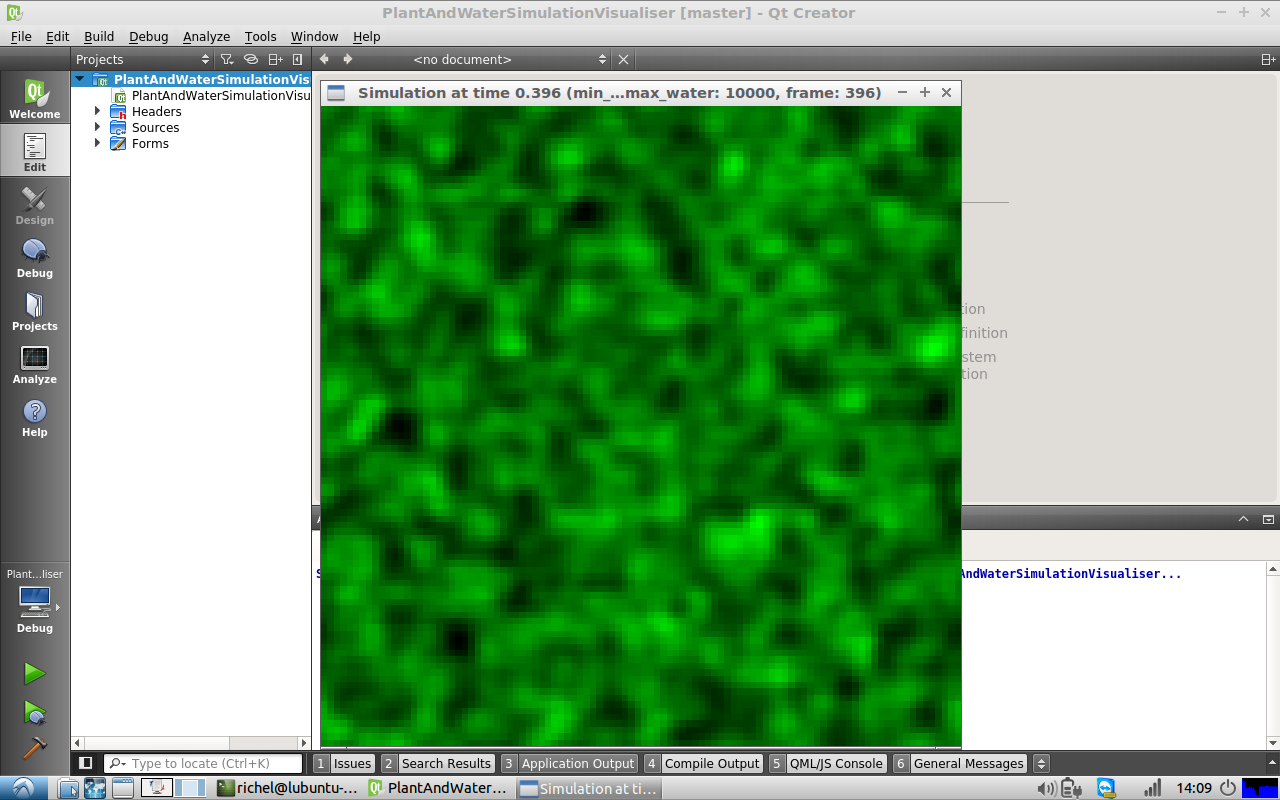 PlantAndWaterSimulationVisualiser [master] - Qt Creator
File Edit Build Debug Analyze Tools Window Help
Projects
<no document>
Welcome
Edit
Design
Debug
Projects
Analyze
Help
Plant...liser
Debug
PlantAndWaterSimulationVis
PlantAndWaterSimulationVisu
Headers
Sources
Forms
Simulation at time 0.396 (min_...max_water: 10000, frame: 396)
tion
finition
stem
tion
AndWaterSimulationVisualiser...
Type to locate (Ctrl+K)
1 Issues 2 Search Results 3 Application Output 4 Compile Output 5 QML/JS Console 6 General Messages
richel@lubuntu-... PlantAndWater... Simulation at ti... 14:09